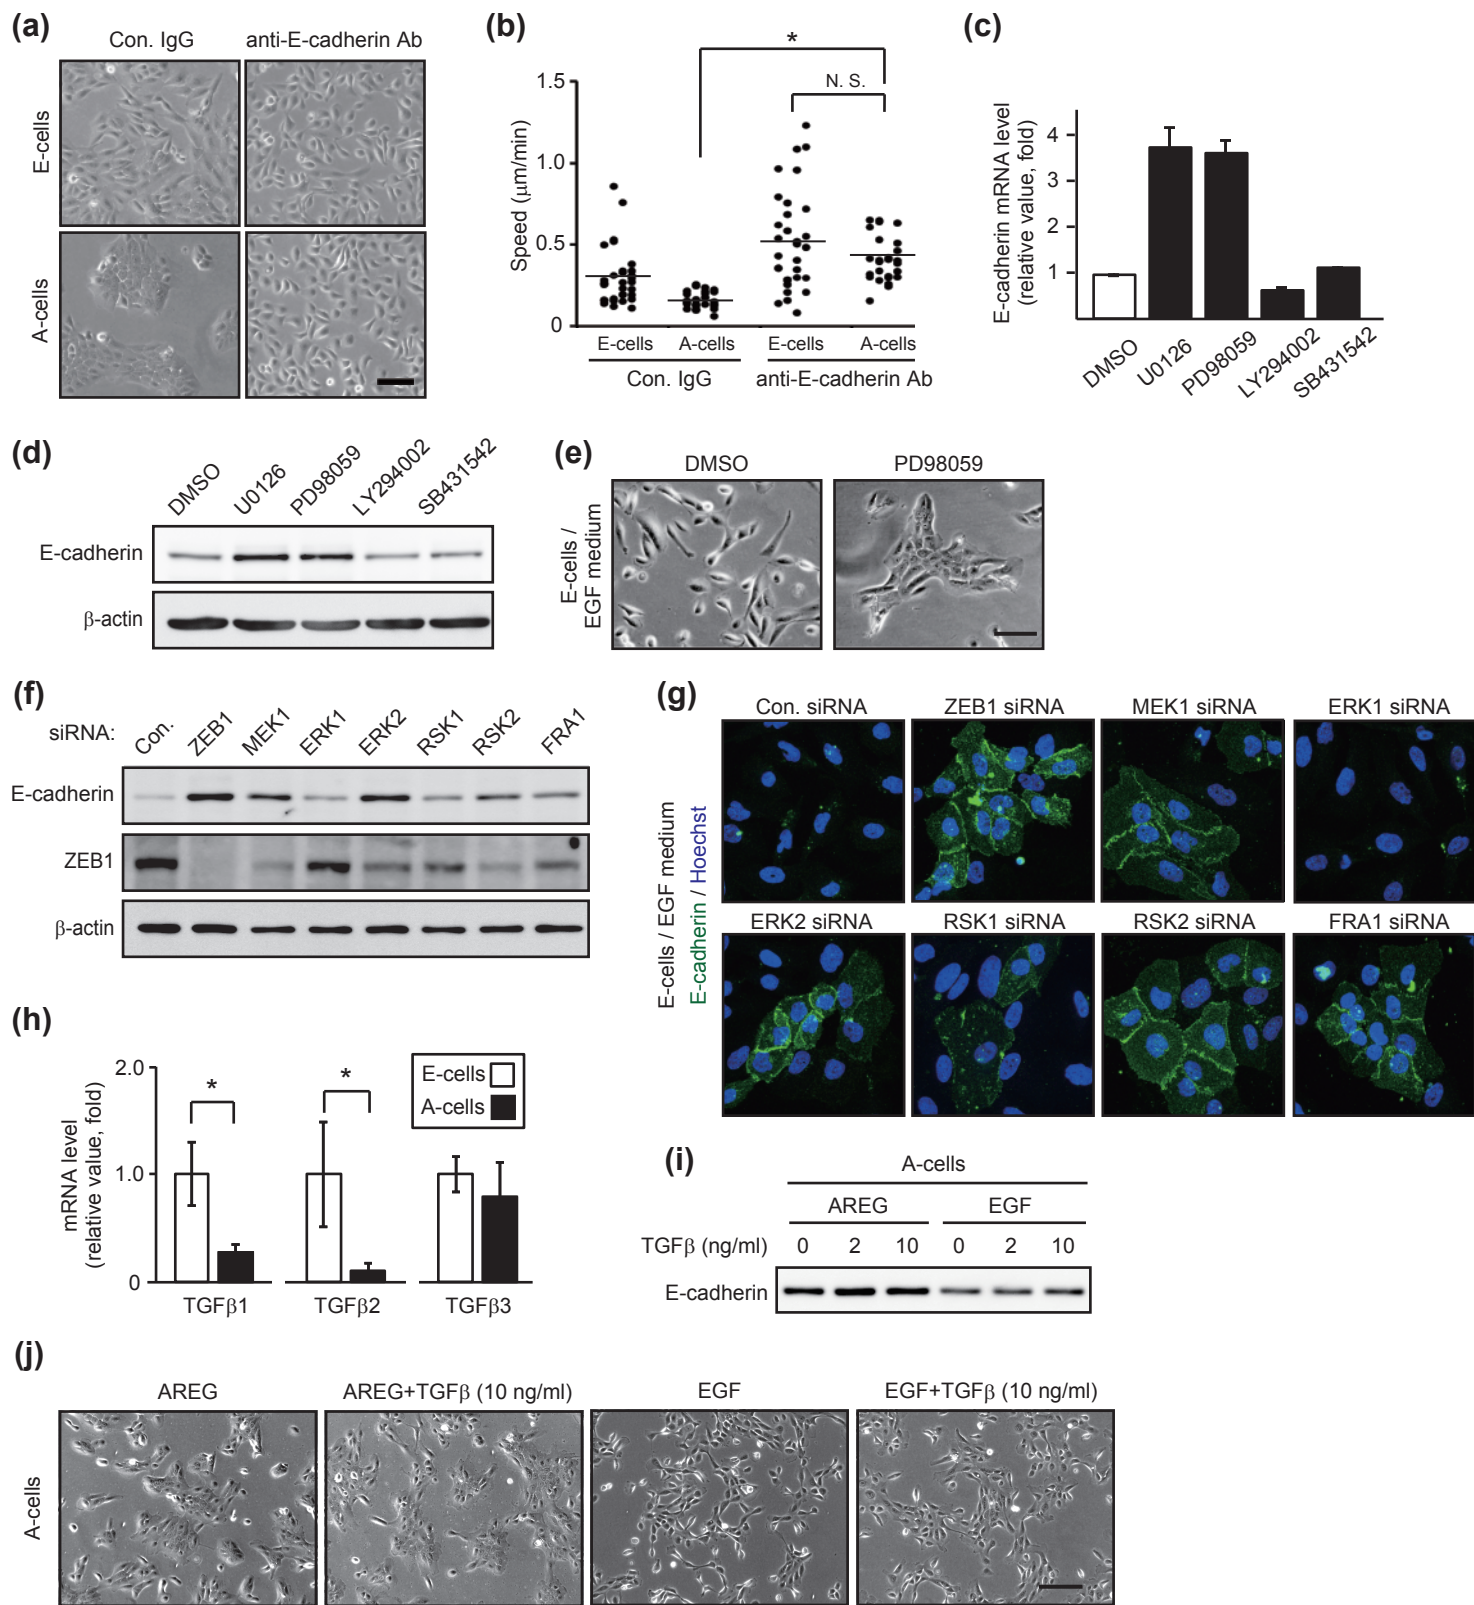 (a)
Con. IgG
anti-E-cadherin Ab
E-cells
A-cells
(b)
*
N. S.
Speed (μm/min)
1.5
1.0
0.5
0
E-cells
A-cells
E-cells
A-cells
Con. IgG
anti-E-cadherin Ab
(c)
E-cadherin mRNA level
(relative value, fold)
4
3
2
1
DMSO
U0126
PD98059
LY294002
SB431542
(d)
DMSO
U0126
PD98059
LY294002
SB431542
E-cadherin
β-actin
(e)
DMSO
PD98059
E-cells /
EGF medium
(f)
siRNA:
Con.
ZEB1
MEK1
ERK1
ERK2
RSK1
RSK2
FRA1
E-cadherin
ZEB1
β-actin
(g)
Con. siRNA
ZEB1 siRNA
MEK1 siRNA
ERK1 siRNA
E-cells / EGF medium
E-cadherin / Hoechst
ERK2 siRNA
RSK1 siRNA
RSK2 siRNA
FRA1 siRNA
(h)
mRNA level
(relative value, fold)
2.0
1.0
0
*
*
E-cells
A-cells
TGFβ1
TGFβ2
TGFβ3
(i)
A-cells
AREG
EGF
TGFβ (ng/ml)
0
2
10
0
2
10
E-cadherin
(j)
AREG
AREG+TGFβ (10 ng/ml)
EGF
EGF+TGFβ (10 ng/ml)
A-cells